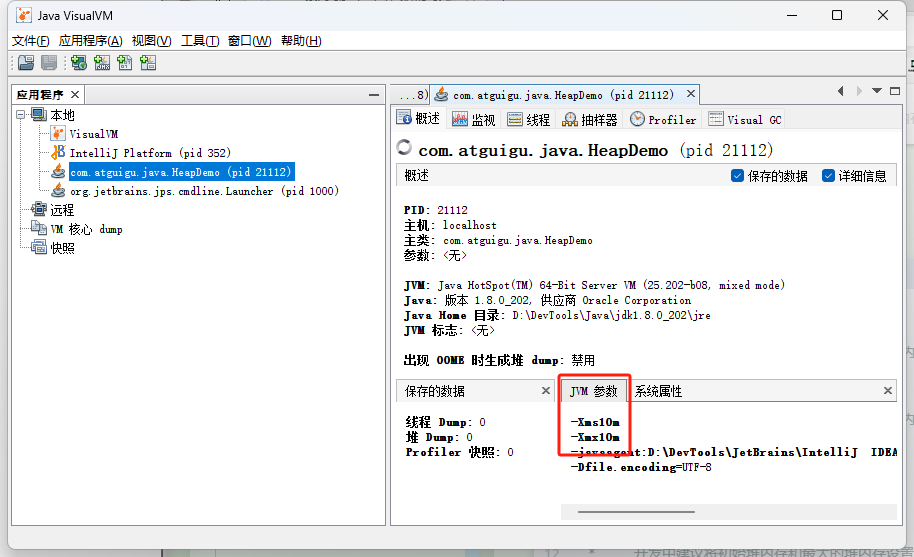 Java VisualVM
文件(F) 应用程序(A) 视图(V) 工具(T) 窗口(W) 帮助(H)
应用程序
本地
VisualVM
IntelliJ Platform (pid 352)
com.atguigu.java.HeapDemo (pid 21112)
org.jetbrains.jps.cmdline.Launcher (pid 1000)
远程
VM 核心 dump
快照
...8) com.atguigu.java.HeapDemo (pid 21112)
概述 监视 线程 抽样器 Profiler Visual GC
com.atguigu.java.HeapDemo (pid 21112)
概述 保存的数据 详细信息
PID: 21112
主机: localhost
主类: com.atguigu.java.HeapDemo
参数: <无>
JVM: Java HotSpot(TM) 64-Bit Server VM (25.202-b08, mixed mode)
Java: 版本 1.8.0_202, 供应商 Oracle Corporation
Java Home 目录: D:\DevTools\Java\jdk1.8.0_202\jre
JVM 标志: <无>
出现 OOME 时生成堆 dump: 禁用
保存的数据
线程 Dump: 0
堆 Dump: 0
Profiler 快照: 0
JVM 参数 系统属性
-Xms10m
-Xmx10m
-javaagent:D:\DevTools\JetBrains\IntelliJ IDEA
-Dfile.encoding=UTF-8